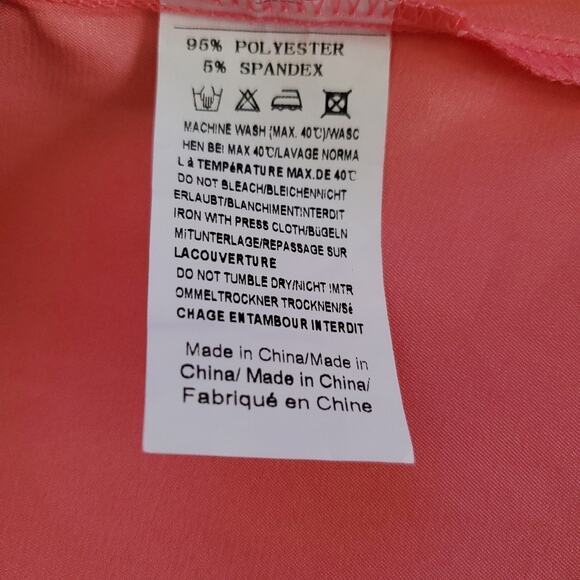 95% POLYESTER
5% SPANDEX
MACHINE WASH (MAX. 40℃)/WASC
HEN BEI MAX 40℃/LAVAGE NORMA
L à TEMPéRATURE MAX.DE 40℃
DO NOT BLEACH/BLEICHENNiCHT
ERLAUBT/BLANCHIMENTINTERDIT
IRON WITH PRESS CLOTH/BüGELN
MiTUNTERLAGE/REPASSAGE SUR
LACOUVERTURE
DO NOT TUMBLE DRY/NICHT IMTR
OMMELTROCKNER TROCKNEN/Sé
CHAGE EN TAMBOUR INTERDIT
Made in China/Made in
China/ Made in China/
Fabriqué en Chine